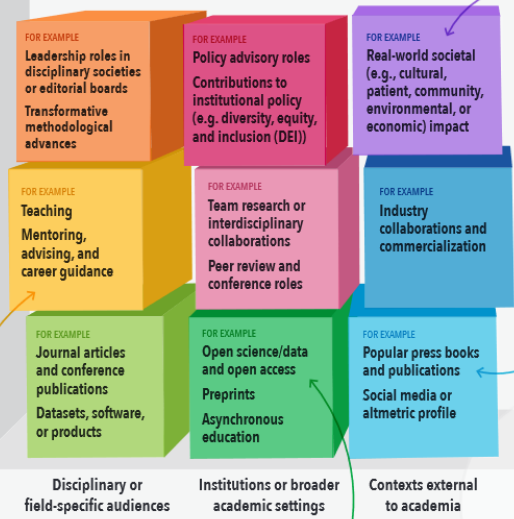 FOR EXAMPLE
Leadership roles in
disciplinary societies
or editorial boards
Transformative
methodological
advances
FOR EXAMPLE
Policy advisory roles
Contributions to
institutional policy
(e.g. diversity, equity,
and inclusion (DEI))
FOR EXAMPLE
Real-world societal
(e.g., cultural,
patient, community,
environmental, or
economic) impact
FOR EXAMPLE
Teaching
Mentoring,
advising, and
career guidance
FOR EXAMPLE
Team research or
interdisciplinary
collaborations
Peer review and
conference roles
FOR EXAMPLE
Industry
collaborations and
commercialization
FOR EXAMPLE
Journal articles
and conference
publications
Datasets, software,
or products
FOR EXAMPLE
Open science/data
and open access
Preprints
Asynchronous
education
FOR EXAMPLE
Popular press books
and publications
Social media or
altmetric profile
Disciplinary or
field-specific audiences
Institutions or broader
academic settings
Contexts external
to academia